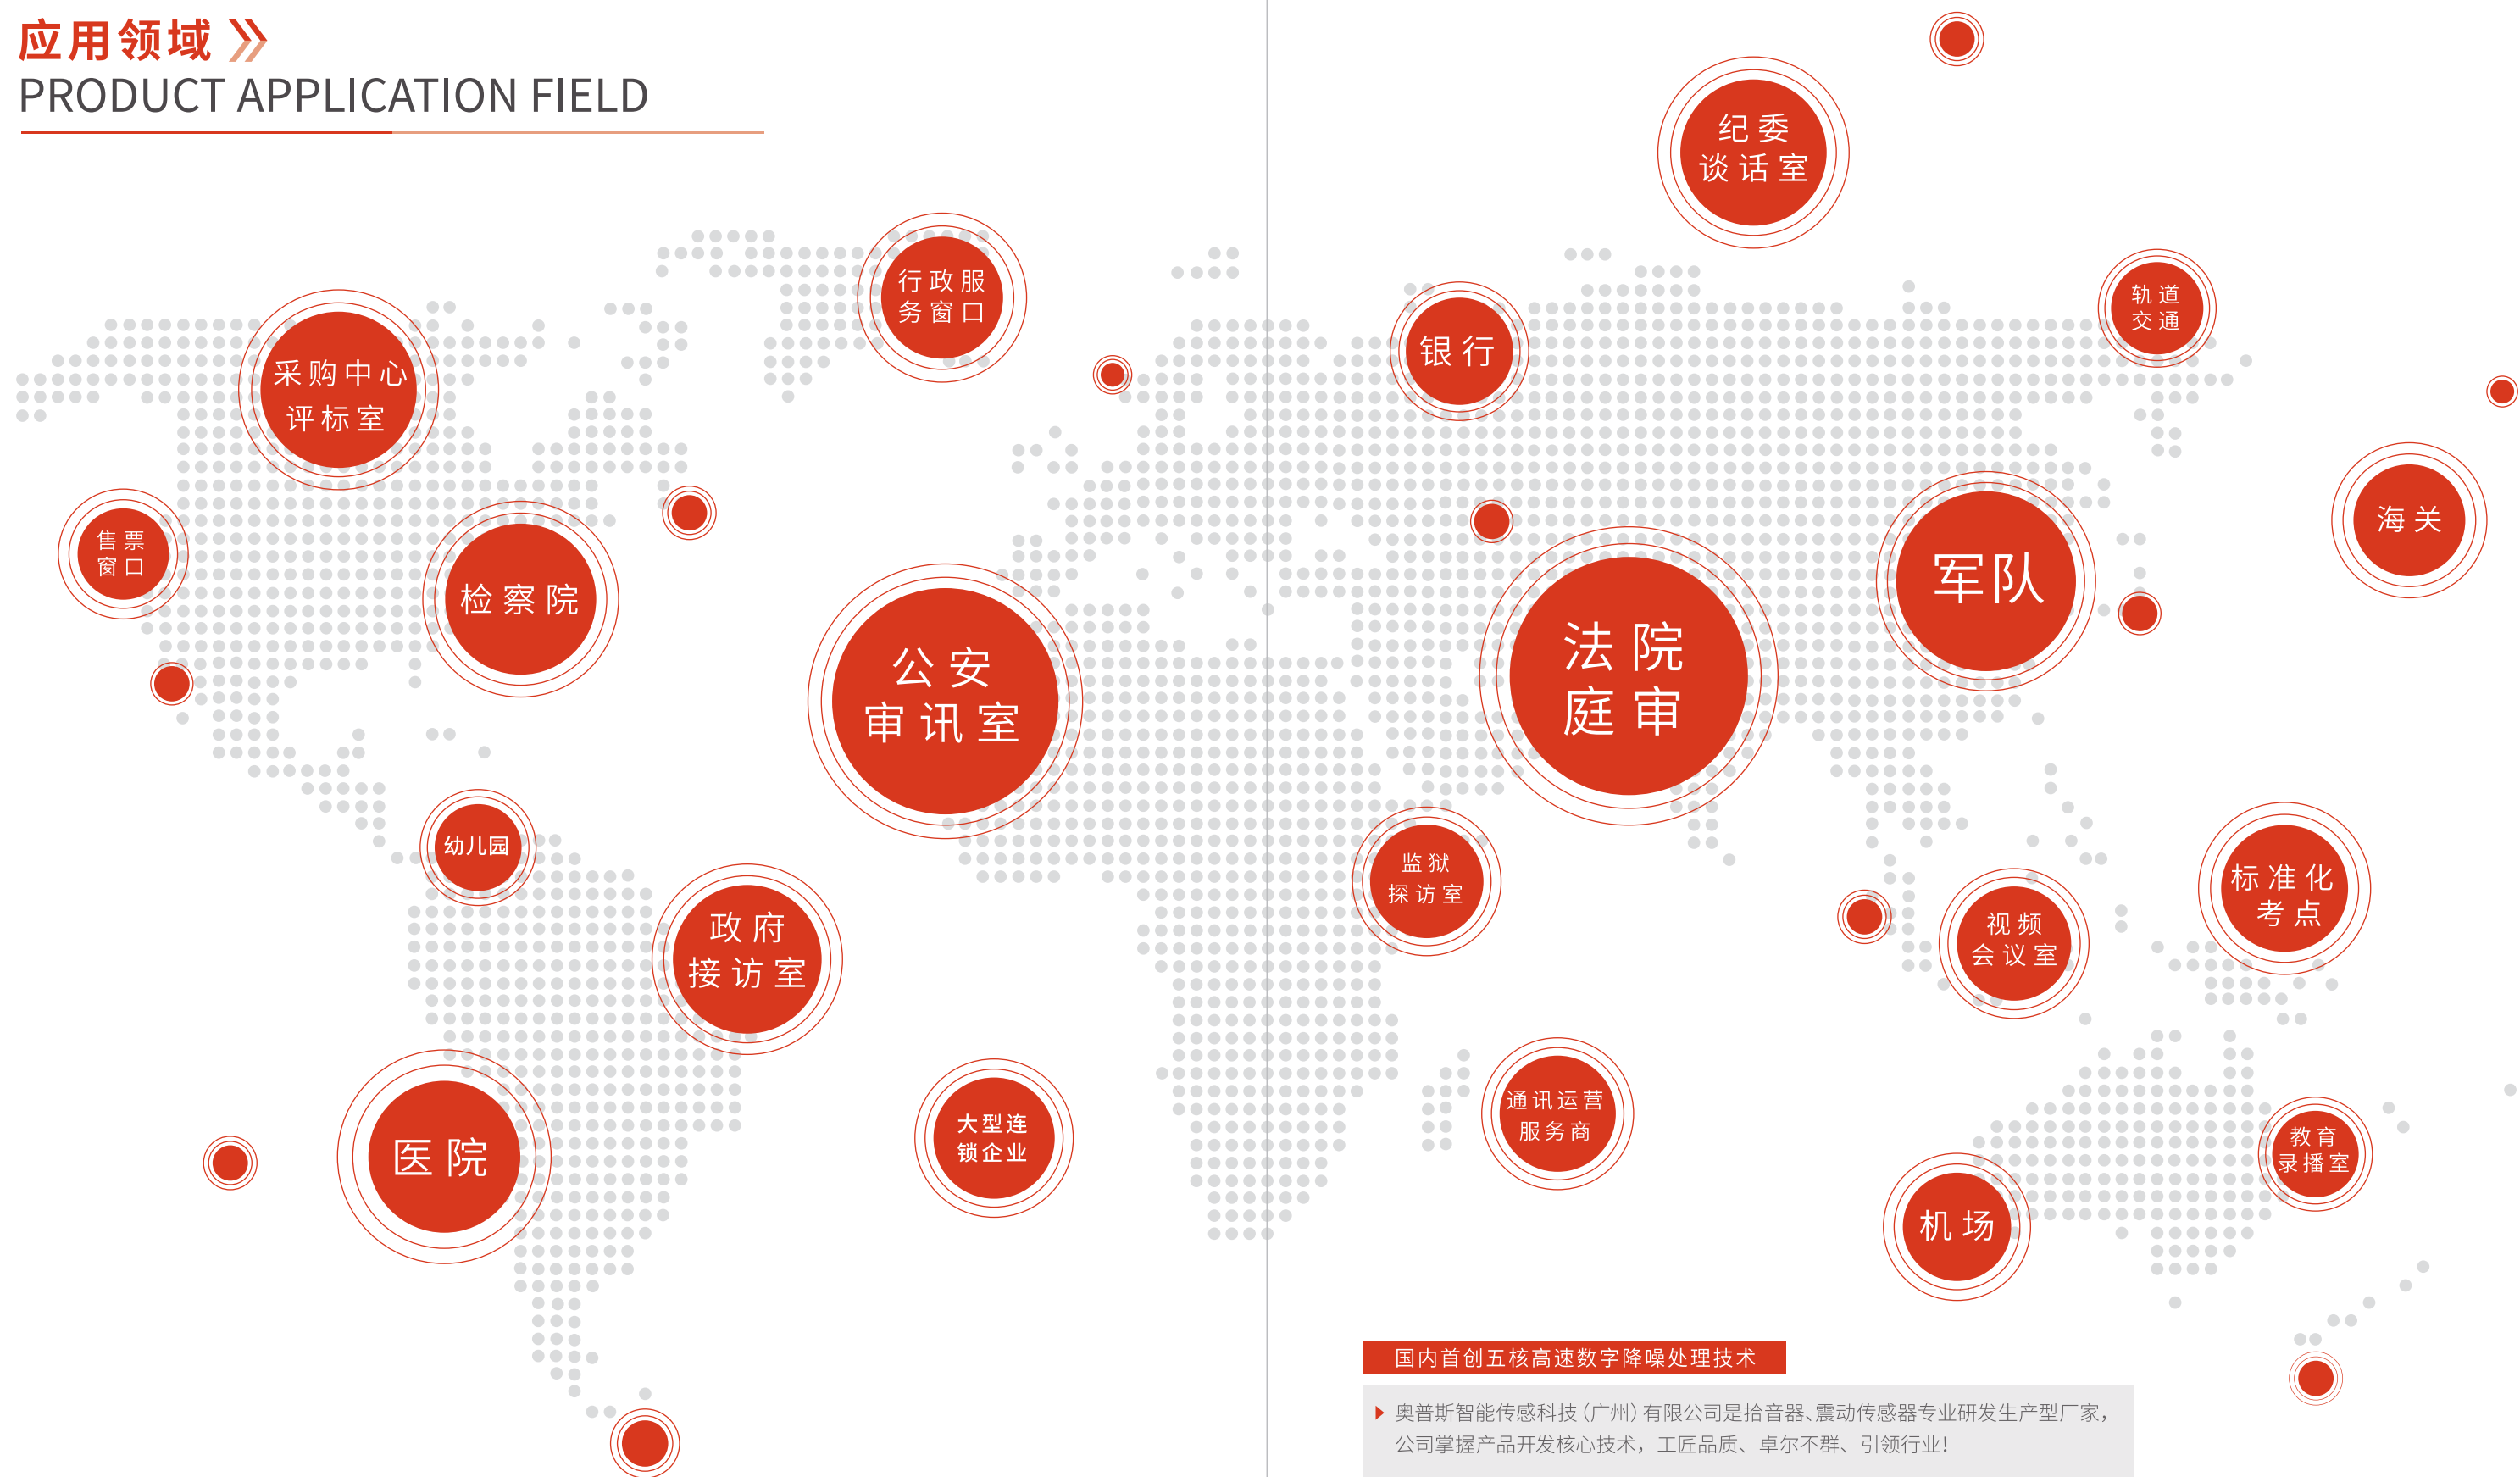 应用领域
PRODUCT APPLICATION FIELD
纪委
谈话室
行政服
务窗口
轨道
交通
银行
采购中心
评标室
海关
售票
窗口
检察院
军队
公安
审讯室
法院
庭审
幼儿园
监狱
探访室
标准化
考点
政府
接访室
视频
会议室
通讯运营
服务商
大型连
锁企业
医院
教育
录播室
机场
国内首创五核高速数字降噪处理技术
奥普斯智能传感科技（广州）有限公司是拾音器、震动传感器专业研发生产型厂家，
公司掌握产品开发核心技术，工匠品质、卓尔不群、引领行业！